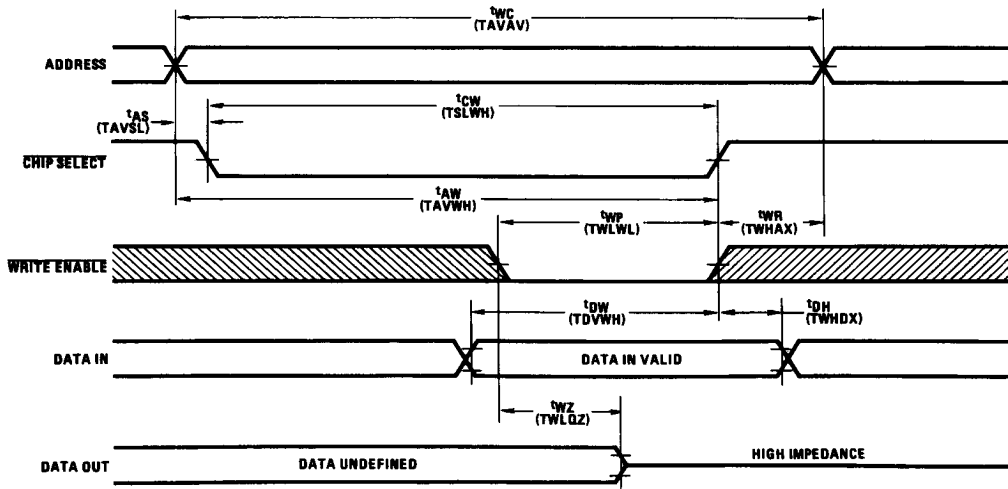 tWC
(TAVAV)
ADDRESS
tCW
(TSLWH)
tAS
(TAVSL)
CHIP SELECT
tAW
(TAVWH)
tWP
(TWLWL)
tWR
(TWHAX)
WRITE ENABLE
tDW
(TDVWH)
tDH
(TWHDX)
DATA IN
DATA IN VALID
tWZ
(TWLQZ)
DATA OUT
DATA UNDEFINED
HIGH IMPEDANCE